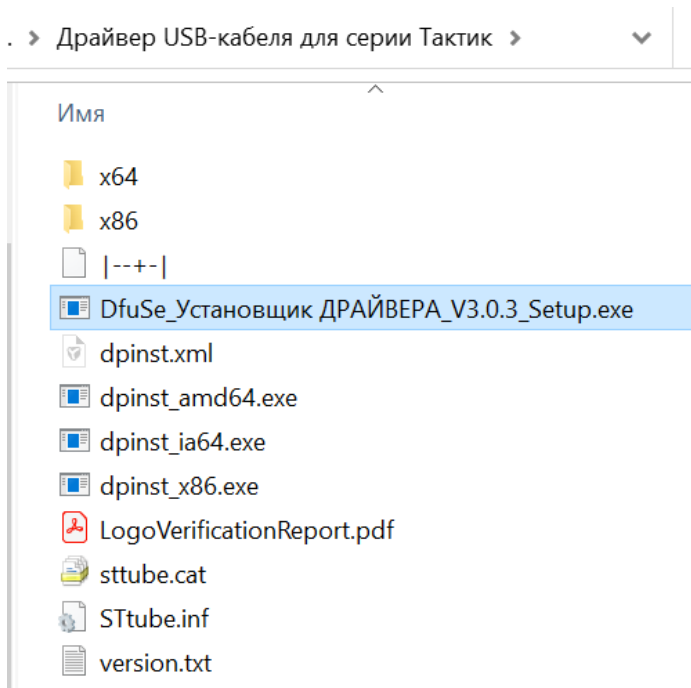 . > Драйвер USB-кабеля для серии Тактик >
Имя
x64
x86
|--+-|
DfuSe_Установщик ДРАЙВЕРА_V3.0.3_Setup.exe
dpinst.xml
dpinst_amd64.exe
dpinst_ia64.exe
dpinst_x86.exe
LogoVerificationReport.pdf
sttube.cat
STtube.inf
version.txt